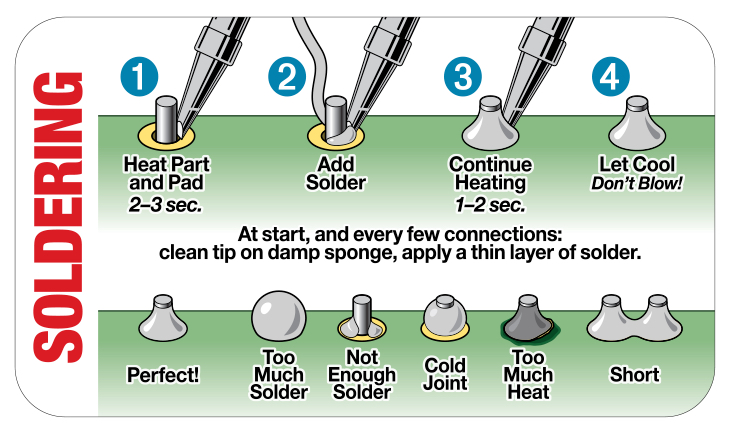 SOLDERING
1
2
3
4
Heat Part
and Pad
2–3 sec.
Add
Solder
Continue
Heating
1–2 sec.
Let Cool
Don't Blow!
At start, and every few connections:
clean tip on damp sponge, apply a thin layer of solder.
Perfect!
Too
Much
Solder
Not
Enough
Solder
Cold
Joint
Too
Much
Heat
Short